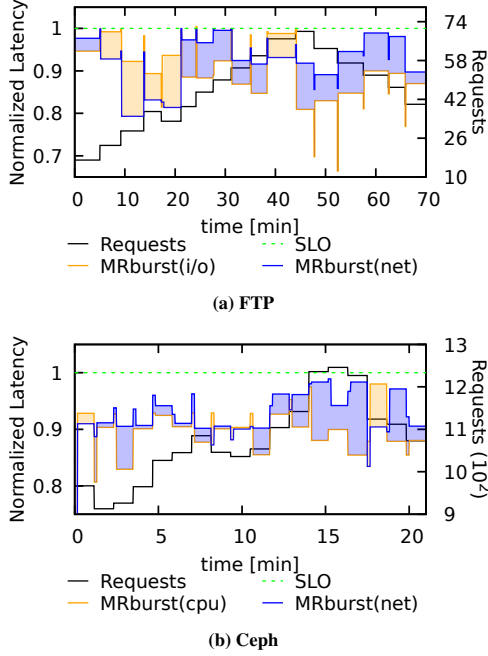 Normalized Latency
1
0.9
0.8
0.7
74
58
42
26
10
Requests
0 10 20 30 40 50 60 70
time [min]
Requests SLO
MRburst(i/o) MRburst(net)
(a) FTP
Normalized Latency
1
0.9
0.8
13
12
11
10
9
Requests (10²)
0 5 10 15 20
time [min]
Requests SLO
MRburst(cpu) MRburst(net)
(b) Ceph